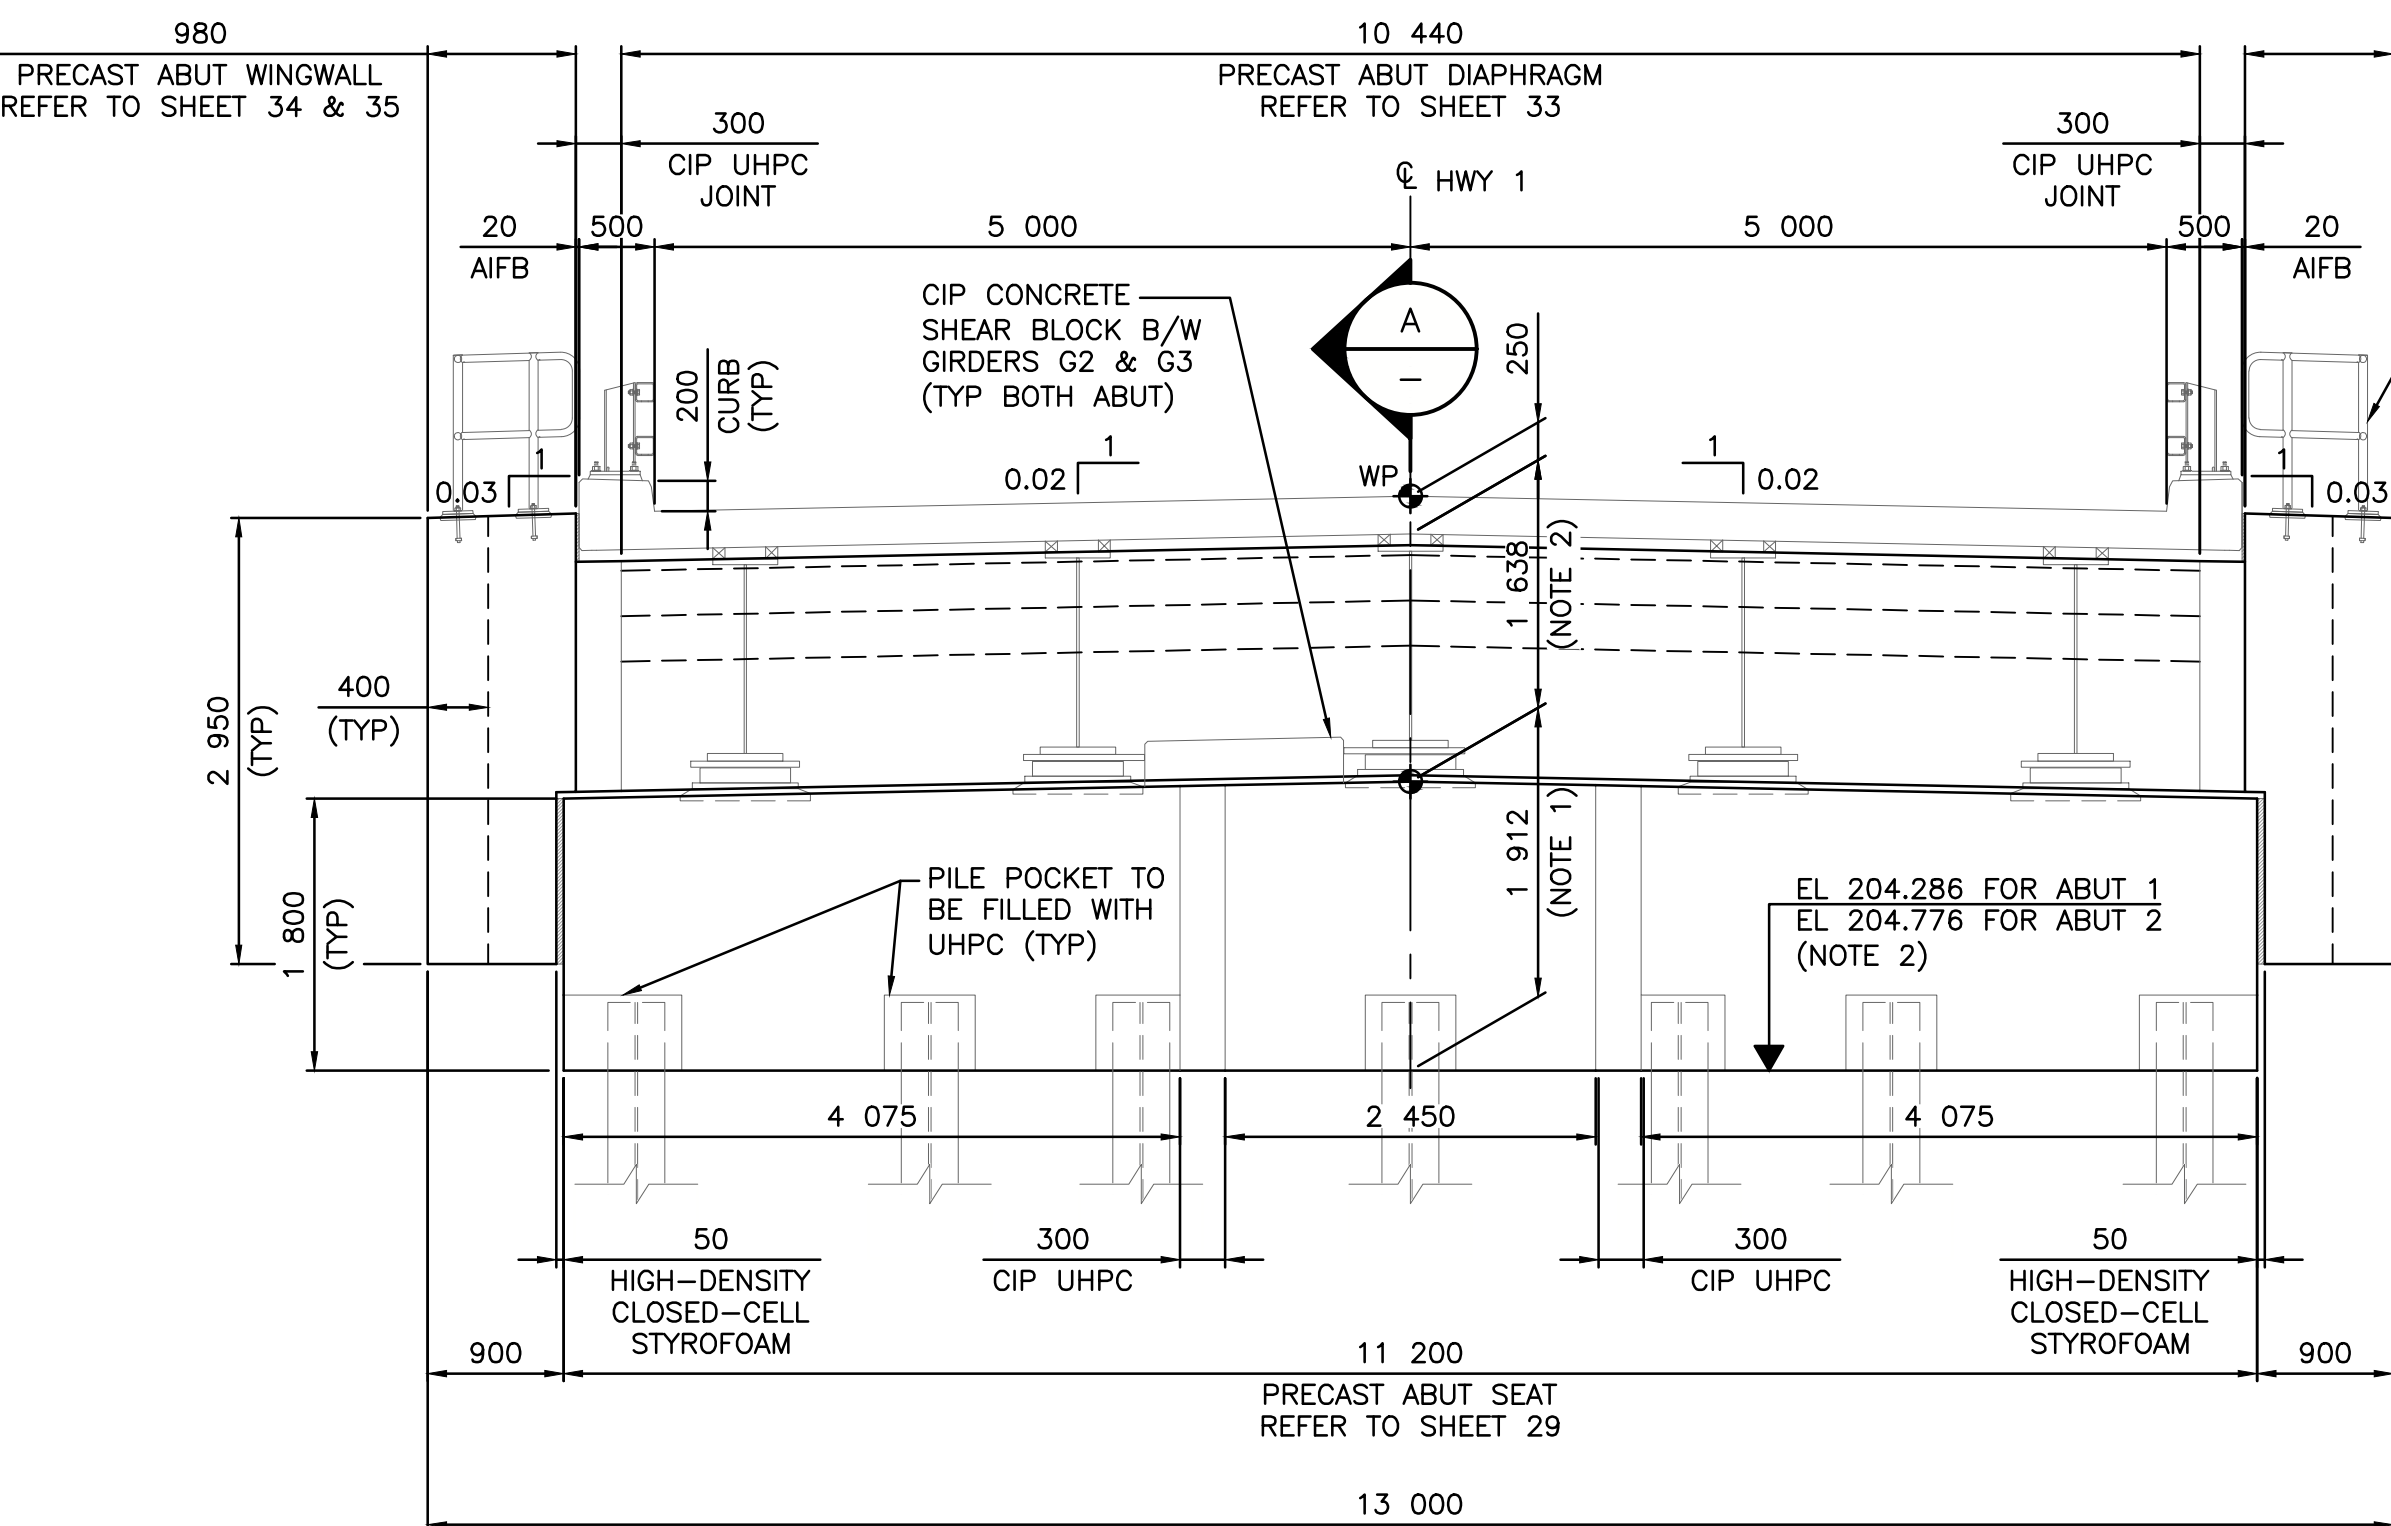 980
PRECAST ABUT WINGWALL
REFER TO SHEET 34 & 35
10 440
PRECAST ABUT DIAPHRAGM
REFER TO SHEET 33
300
CIP UHPC
JOINT
300
CIP UHPC
JOINT
℄ HWY 1
20
AIFB
500
5 000
5 000
500
20
AIFB
CIP CONCRETE
SHEAR BLOCK B/W
GIRDERS G2 & G3
(TYP BOTH ABUT)
A
–
250
200
CURB
(TYP)
1
0.03
1
0.02
WP
1
0.02
1
0.03
1 638
(NOTE 2)
2 950
(TYP)
400
(TYP)
1 800
(TYP)
1 912
(NOTE 1)
PILE POCKET TO
BE FILLED WITH
UHPC (TYP)
EL 204.286 FOR ABUT 1
EL 204.776 FOR ABUT 2
(NOTE 2)
4 075
2 450
4 075
50
HIGH-DENSITY
CLOSED-CELL
STYROFOAM
300
CIP UHPC
300
CIP UHPC
50
HIGH-DENSITY
CLOSED-CELL
STYROFOAM
900
11 200
PRECAST ABUT SEAT
REFER TO SHEET 29
900
13 000